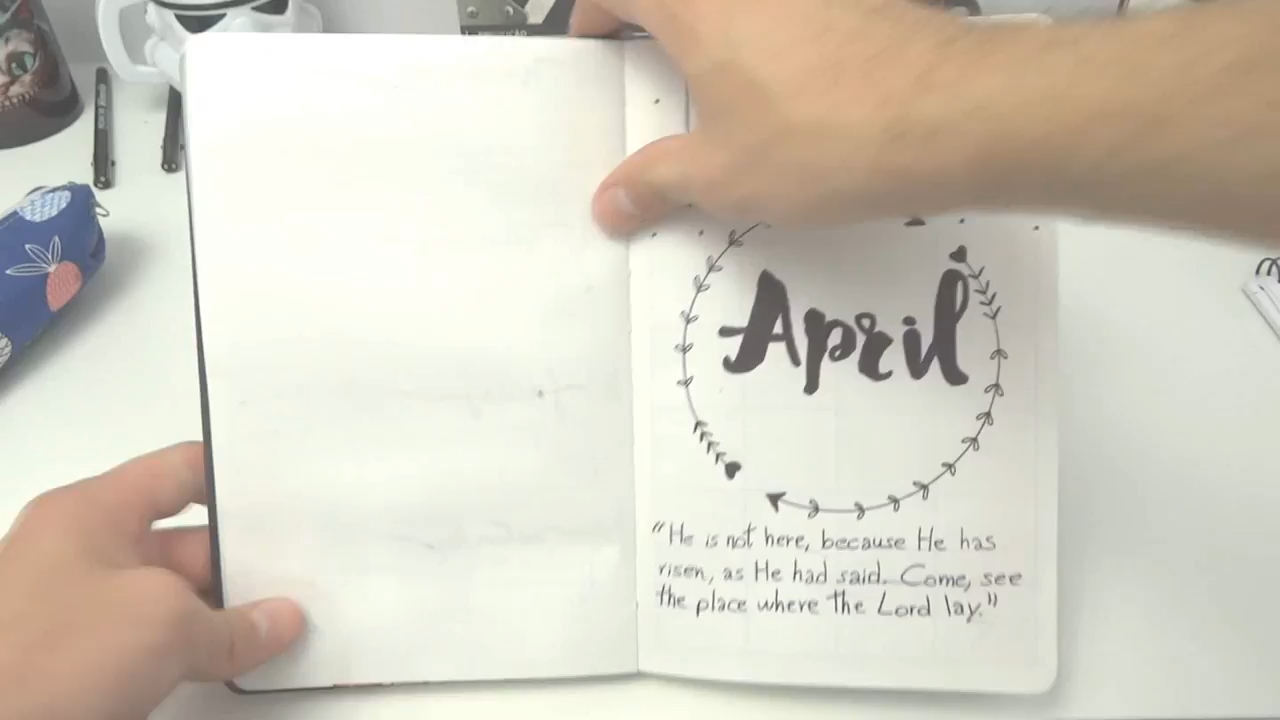 April
"He is not here, because He has
risen, as He had said. Come, see
the place where the Lord lay."